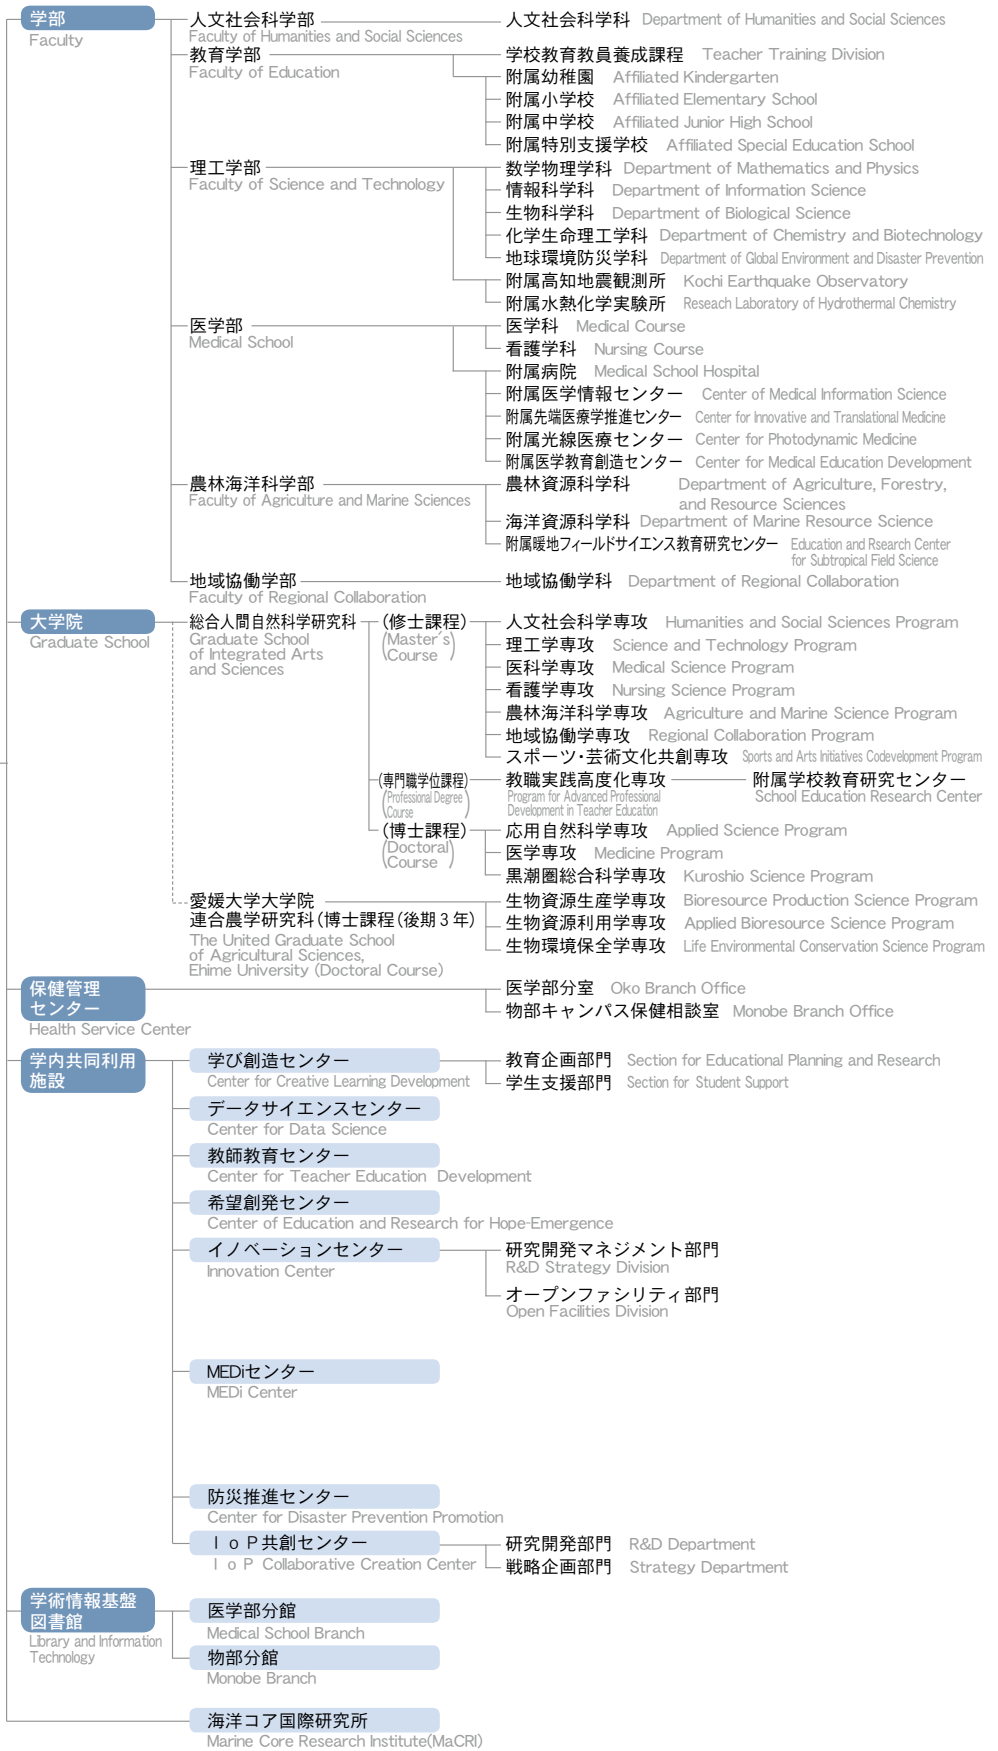 学部
Faculty
人文社会科学部
Faculty of Humanities and Social Sciences
人文社会科学科 Department of Humanities and Social Sciences
教育学部
Faculty of Education
学校教育教員養成課程 Teacher Training Division
附属幼稚園 Affiliated Kindergarten
附属小学校 Affiliated Elementary School
附属中学校 Affiliated Junior High School
附属特別支援学校 Affiliated Special Education School
理工学部
Faculty of Science and Technology
数学物理学科 Department of Mathematics and Physics
情報科学科 Department of Information Science
生物科学科 Department of Biological Science
化学生命理工学科 Department of Chemistry and Biotechnology
地球環境防災学科 Department of Global Environment and Disaster Prevention
附属高知地震観測所 Kochi Earthquake Observatory
附属水熱化学実験所 Reseach Laboratory of Hydrothermal Chemistry
医学部
Medical School
医学科 Medical Course
看護学科 Nursing Course
附属病院 Medical School Hospital
附属医学情報センター Center of Medical Information Science
附属先端医療学推進センター Center for Innovative and Translational Medicine
附属光線医療センター Center for Photodynamic Medicine
附属医学教育創造センター Center for Medical Education Development
農林海洋科学部
Faculty of Agriculture and Marine Sciences
農林資源科学科 Department of Agriculture, Forestry,
and Resource Sciences
海洋資源科学科 Department of Marine Resource Science
附属暖地フィールドサイエンス教育研究センター Education and Rsearch Center
for Subtropical Field Science
地域協働学部
Faculty of Regional Collaboration
地域協働学科 Department of Regional Collaboration
大学院
Graduate School
総合人間自然科学研究科
Graduate School
of Integrated Arts
and Sciences
(修士課程)
(Master's
Course)
人文社会科学専攻 Humanities and Social Sciences Program
理工学専攻 Science and Technology Program
医科学専攻 Medical Science Program
看護学専攻 Nursing Science Program
農林海洋科学専攻 Agriculture and Marine Science Program
地域協働学専攻 Regional Collaboration Program
スポーツ・芸術文化共創専攻 Sports and Arts Initiatives Codevelopment Program
(専門職学位課程)
(Professional Degree
Course)
教職実践高度化専攻
Program for Advanced Professional
Development in Teacher Education
附属学校教育研究センター
School Education Research Center
(博士課程)
(Doctoral
Course)
応用自然科学専攻 Applied Science Program
医学専攻 Medicine Program
黒潮圏総合科学専攻 Kuroshio Science Program
愛媛大学大学院
連合農学研究科(博士課程(後期3年)
The United Graduate School
of Agricultural Sciences,
Ehime University (Doctoral Course)
生物資源生産学専攻 Bioresource Production Science Program
生物資源利用学専攻 Applied Bioresource Science Program
生物環境保全学専攻 Life Environmental Conservation Science Program
保健管理
センター
Health Service Center
医学部分室 Oko Branch Office
物部キャンパス保健相談室 Monobe Branch Office
学内共同利用
施設
学び創造センター
Center for Creative Learning Development
教育企画部門 Section for Educational Planning and Research
学生支援部門 Section for Student Support
データサイエンスセンター
Center for Data Science
教師教育センター
Center for Teacher Education Development
希望創発センター
Center of Education and Research for Hope-Emergence
イノベーションセンター
Innovation Center
研究開発マネジメント部門
R&D Strategy Division
オープンファシリティ部門
Open Facilities Division
MEDiセンター
MEDi Center
防災推進センター
Center for Disaster Prevention Promotion
IoP共創センター
IoP Collaborative Creation Center
研究開発部門 R&D Department
戦略企画部門 Strategy Department
学術情報基盤
図書館
Library and Information
Technology
医学部分館
Medical School Branch
物部分館
Monobe Branch
海洋コア国際研究所
Marine Core Research Institute(MaCRI)